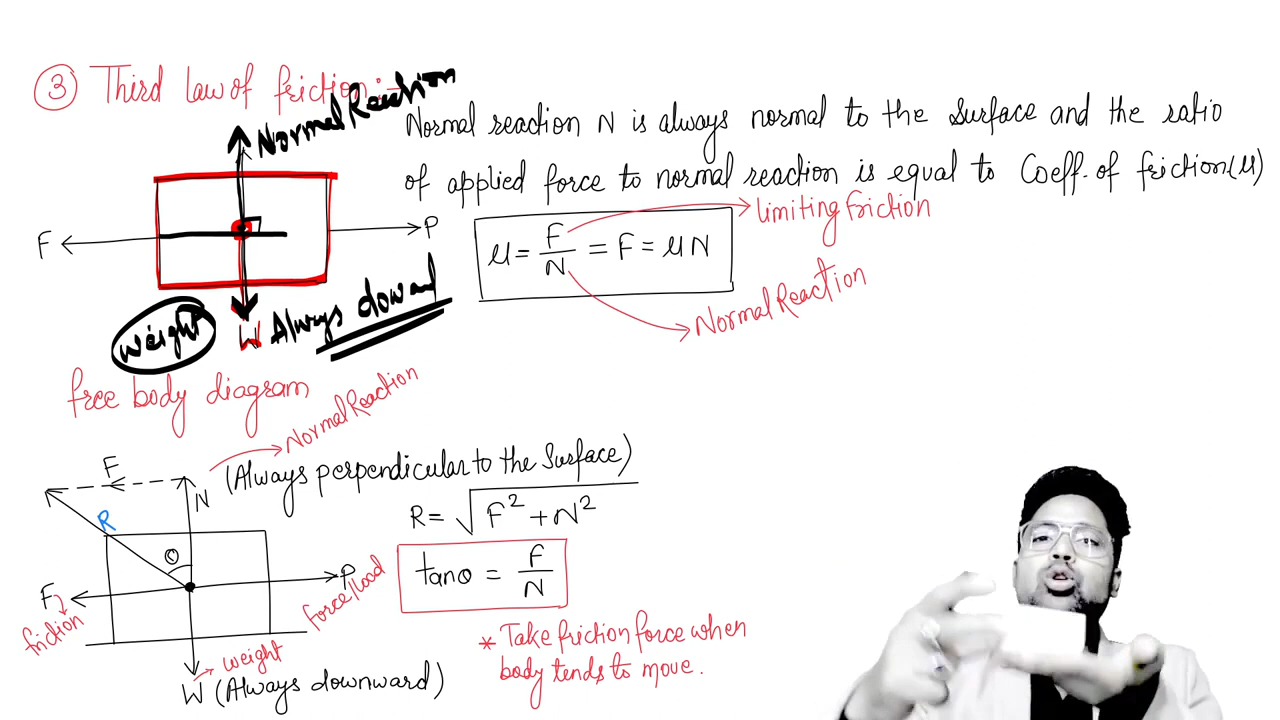 ③ Third law of friction :-
Normal Reaction
Normal reaction N is always normal to the surface and the ratio
of applied force to normal reaction is equal to Coeff. of friction (μ)
F
P
μ = F/N = F = μN
limiting friction
Normal Reaction
Weight
W Always downward
free body diagram
Normal Reaction
F
N
(Always perpendicular to the surface)
R
R = √F² + N²
θ
F
P
friction
force/load
tanθ = F/N
weight
W (Always downward)
* Take friction force when
body tends to move.